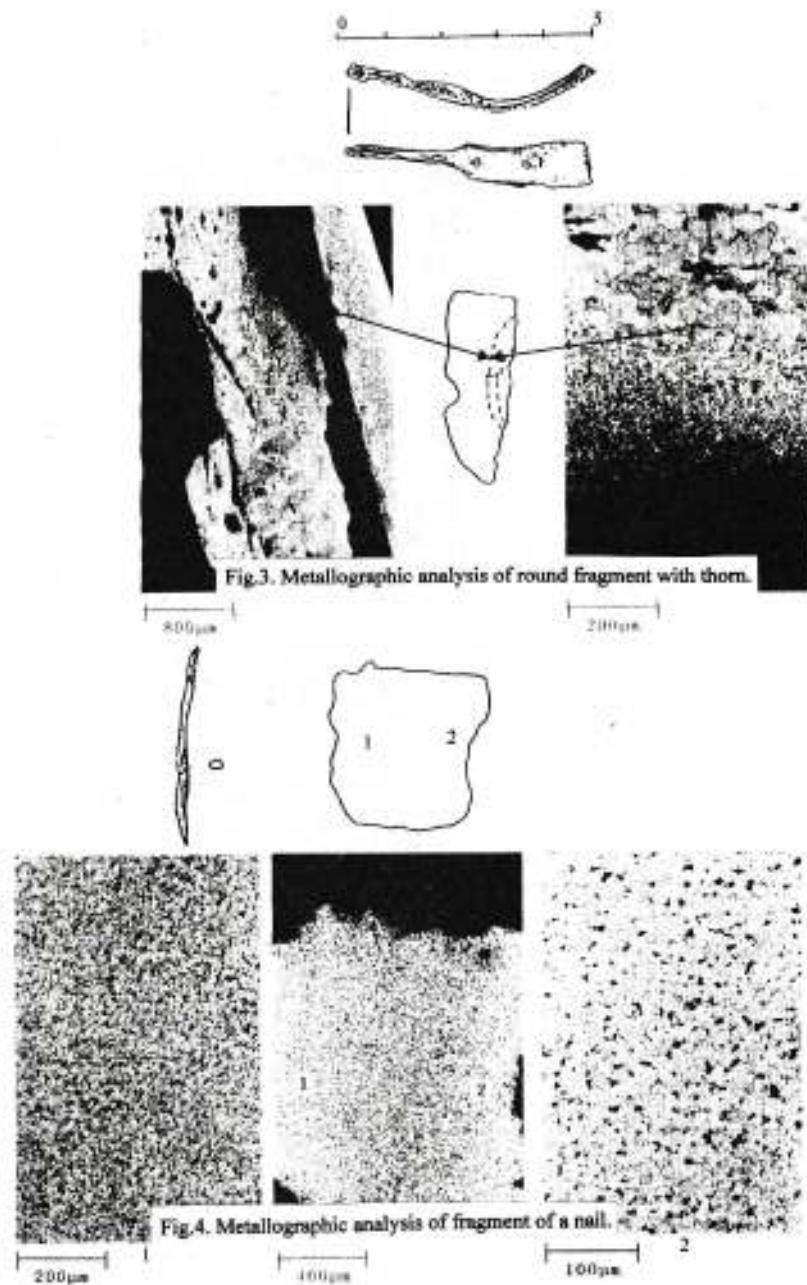 0 5
Fig.3. Metallographic analysis of round fragment with thorn.
800µm 200µm
1 2
1 2
Fig.4. Metallographic analysis of fragment of a nail.
200µm 1 400µm 100µm 2